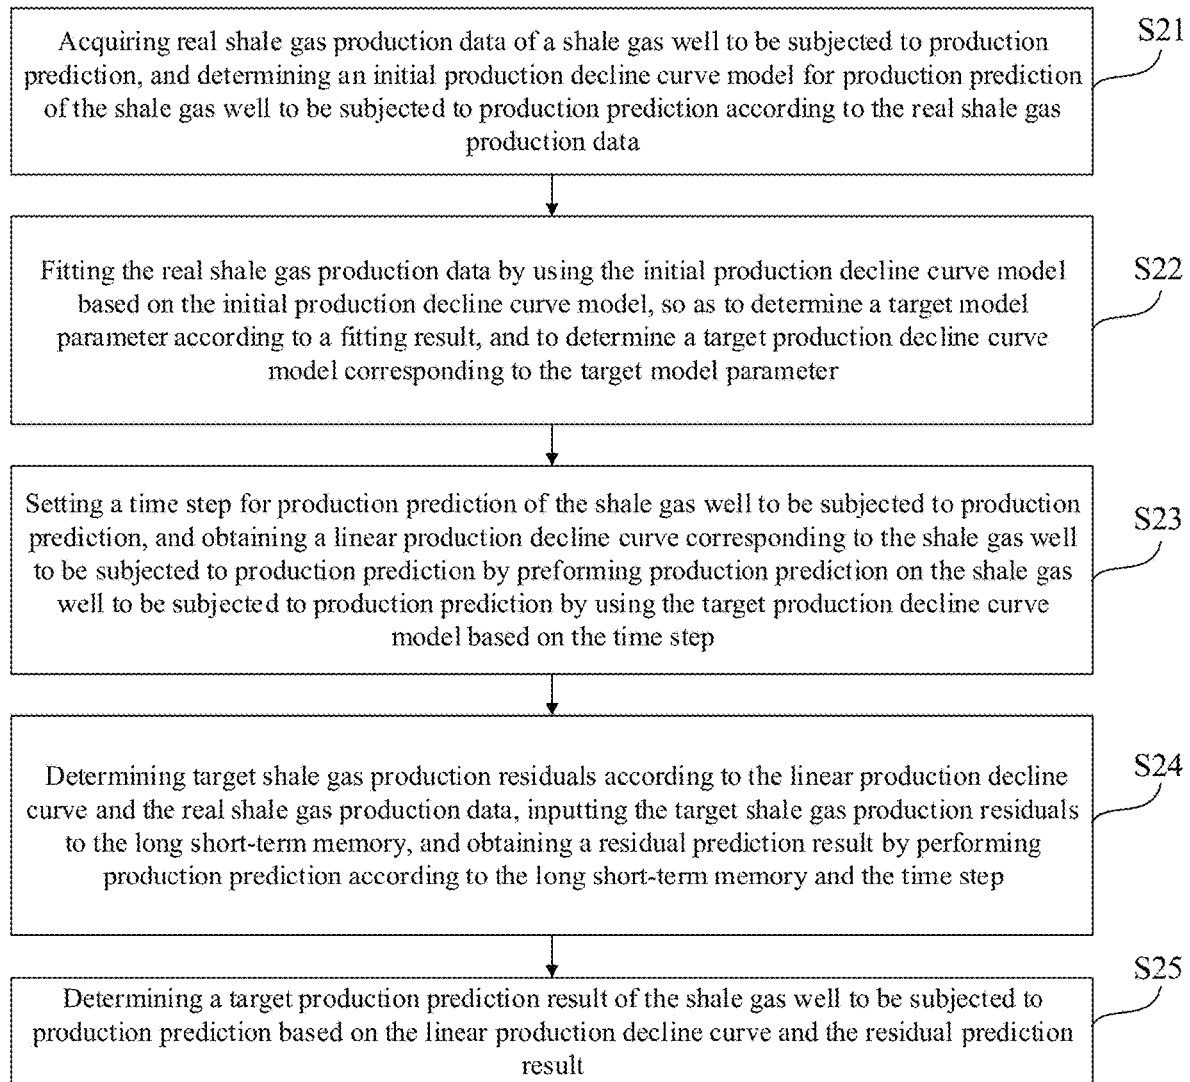 Acquiring real shale gas production data of a shale gas well to be subjected to production
prediction, and determining an initial production decline curve model for production prediction
of the shale gas well to be subjected to production prediction according to the real shale gas
production data
S21
Fitting the real shale gas production data by using the initial production decline curve model
based on the initial production decline curve model, so as to determine a target model
parameter according to a fitting result, and to determine a target production decline curve
model corresponding to the target model parameter
S22
Setting a time step for production prediction of the shale gas well to be subjected to production
prediction, and obtaining a linear production decline curve corresponding to the shale gas well
to be subjected to production prediction by preforming production prediction on the shale gas
well to be subjected to production prediction by using the target production decline curve
model based on the time step
S23
Determining target shale gas production residuals according to the linear production decline
curve and the real shale gas production data, inputting the target shale gas production residuals
to the long short-term memory, and obtaining a residual prediction result by performing
production prediction according to the long short-term memory and the time step
S24
Determining a target production prediction result of the shale gas well to be subjected to
production prediction based on the linear production decline curve and the residual prediction
result
S25